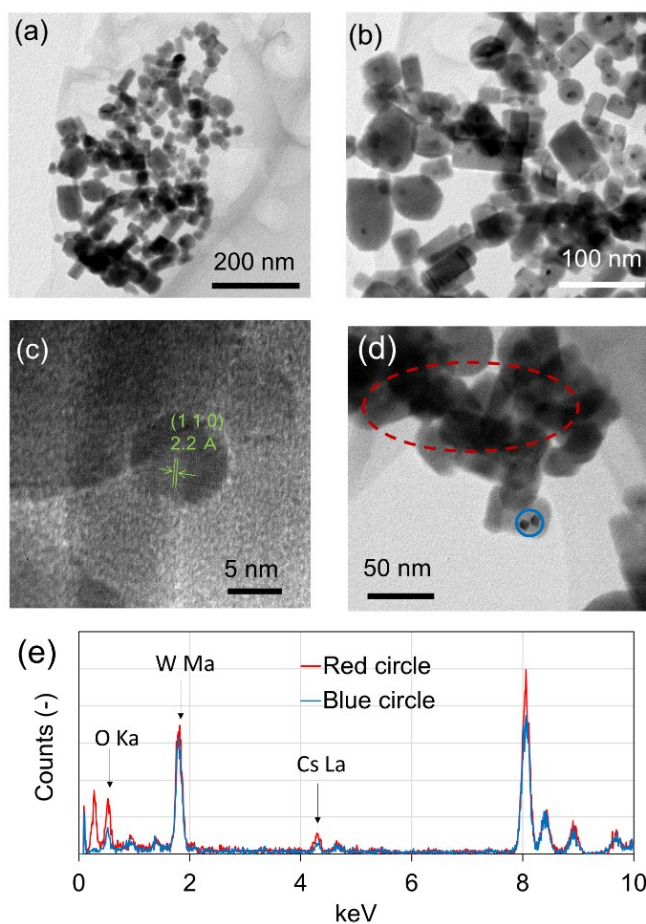 (a)
200 nm
(b)
100 nm
(c)
(1 1 0)
2.2 A
5 nm
(d)
50 nm
(e)
W Ma
O Ka
Cs La
Red circle
Blue circle
Counts (-)
0 2 4 6 8 10
keV